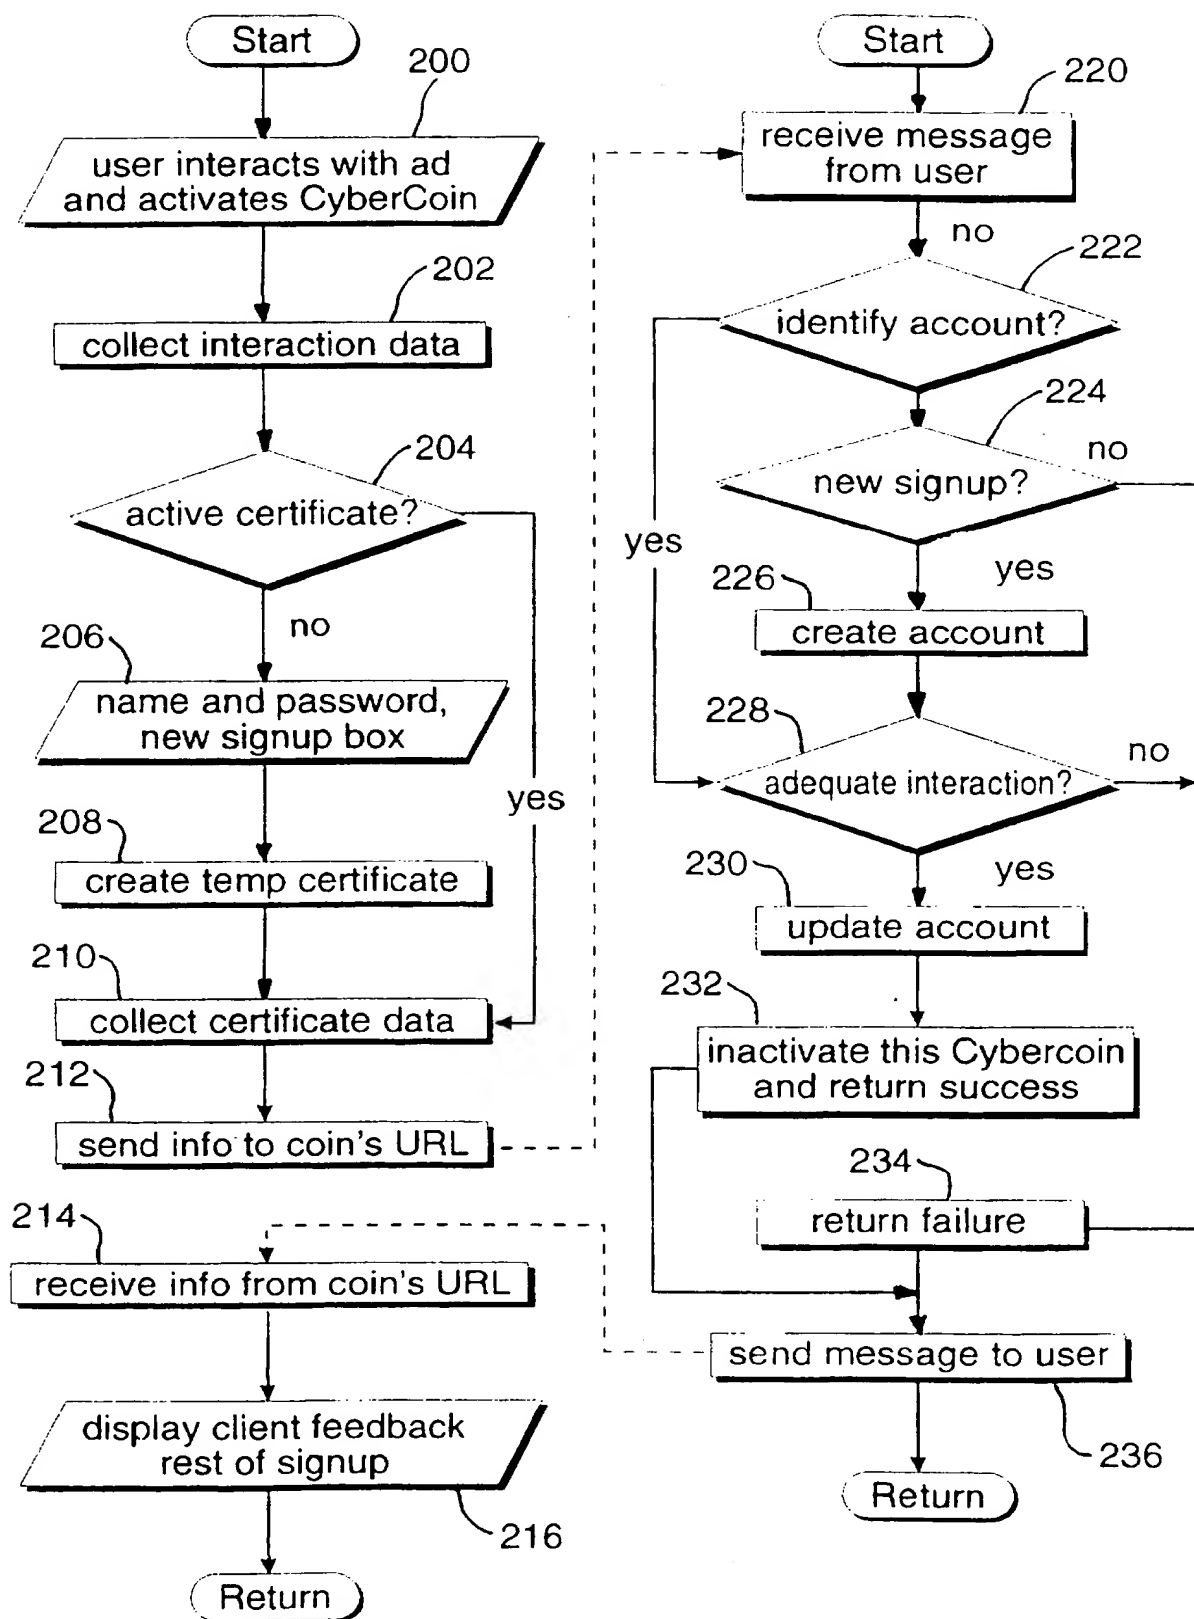 Start
200
user interacts with ad
and activates CyberCoin
202
collect interaction data
204
active certificate?
no
206
name and password,
new signup box
yes
208
create temp certificate
210
collect certificate data
212
send info to coin's URL
214
receive info from coin's URL
display client feedback
rest of signup
216
Return
Start
220
receive message
from user
no
222
identify account?
224
no
new signup?
yes
yes
226
create account
228
no
adequate interaction?
yes
230
update account
232
inactivate this Cybercoin
and return success
234
return failure
send message to user
236
Return